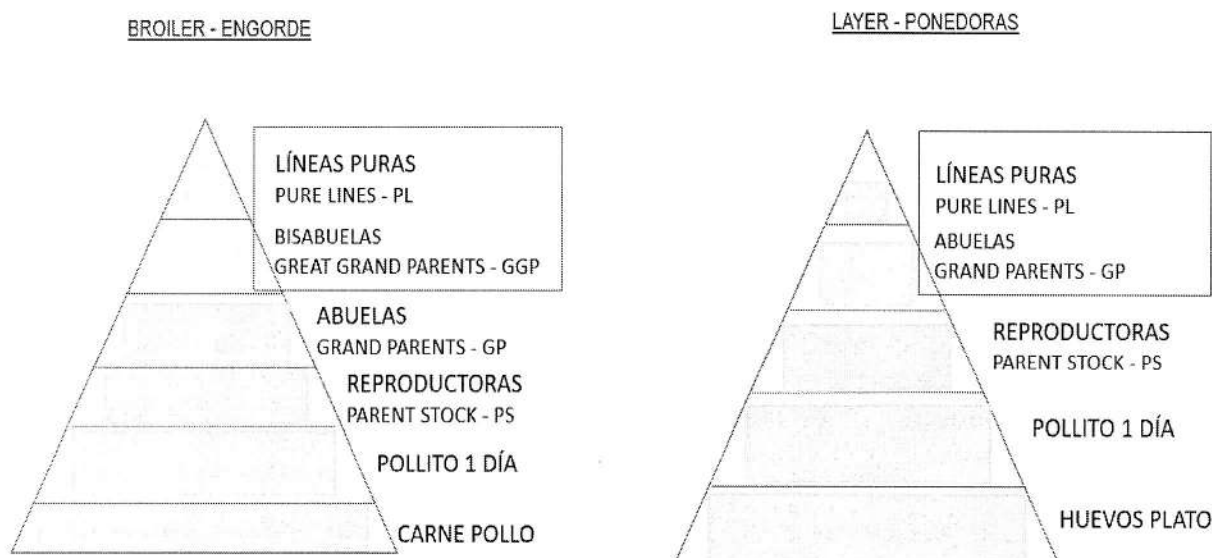 BROILER - ENGORDE
LÍNEAS PURAS
PURE LINES - PL
BISABUELAS
GREAT GRAND PARENTS - GGP
ABUELAS
GRAND PARENTS - GP
REPRODUCTORAS
PARENT STOCK - PS
POLLITO 1 DÍA
CARNE POLLO
LAYER - PONEDORAS
LÍNEAS PURAS
PURE LINES - PL
ABUELAS
GRAND PARENTS - GP
REPRODUCTORAS
PARENT STOCK - PS
POLLITO 1 DÍA
HUEVOS PLATO